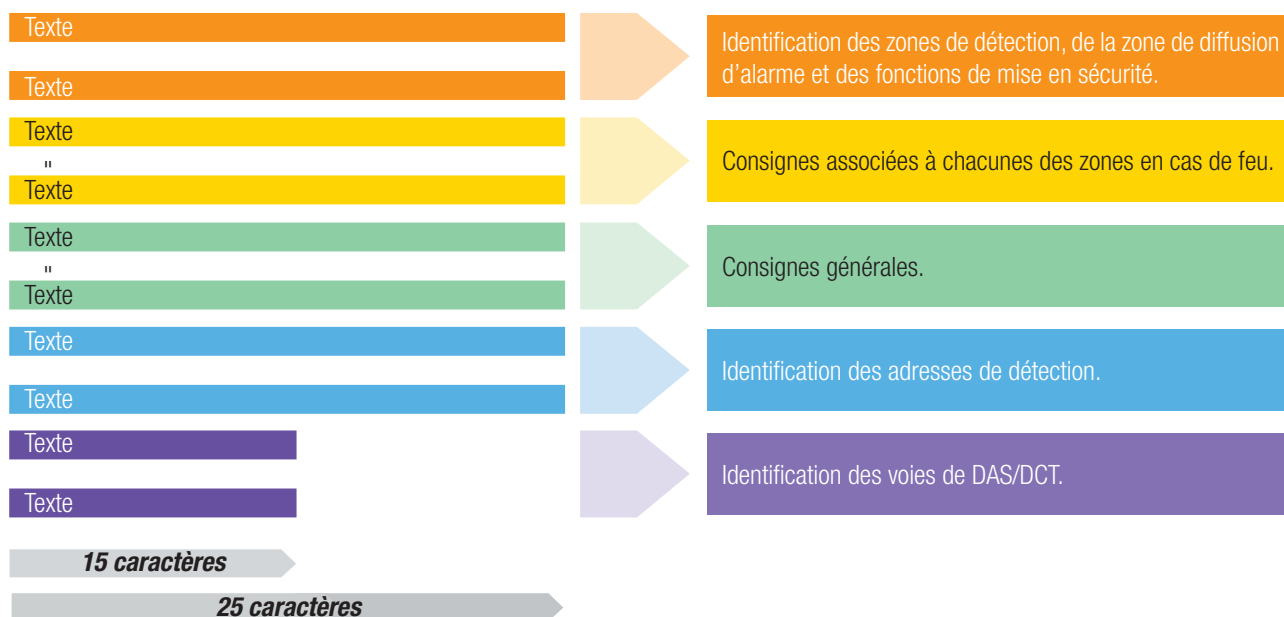 Texte
Texte
Identification des zones de détection, de la zone de diffusion
d'alarme et des fonctions de mise en sécurité.
Texte
"
Texte
Consignes associées à chacunes des zones en cas de feu.
Texte
"
Texte
Consignes générales.
Texte
Texte
Identification des adresses de détection.
Texte
Texte
Identification des voies de DAS/DCT.
15 caractères
25 caractères